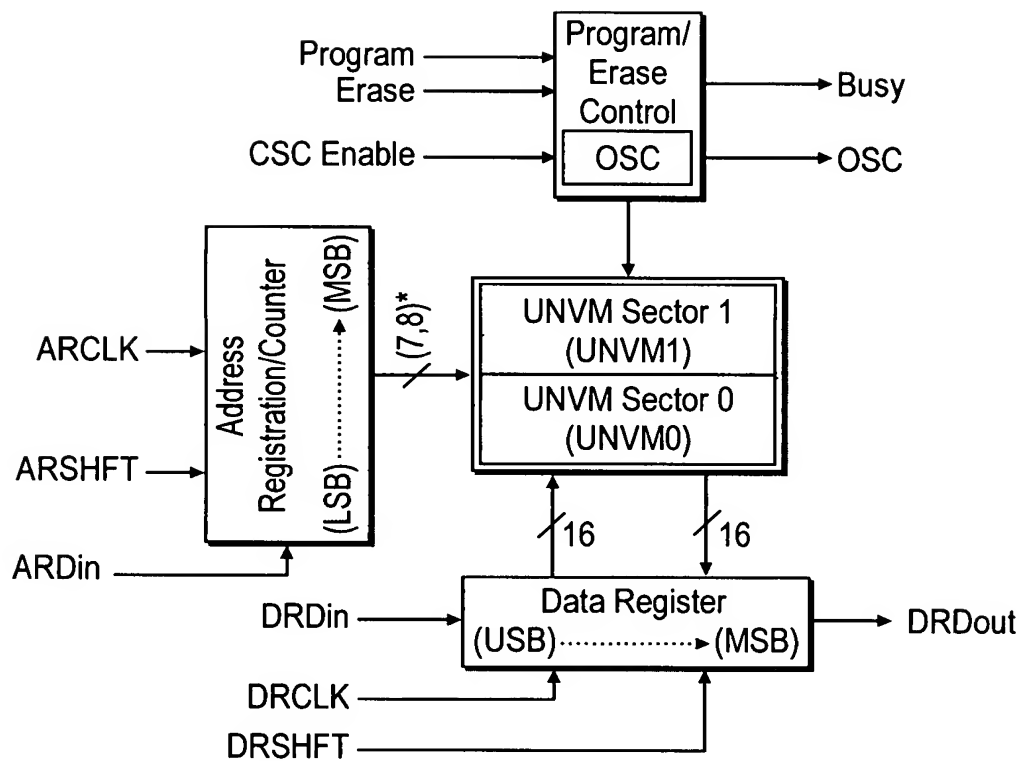 Program
Erase
CSC Enable
Program/
Erase
Control
OSC
Busy
OSC
ARCLK
ARSHFT
ARDin
Address
Registration/Counter
(LSB) (MSB)
(7,8)*
UNVM Sector 1
(UNVM1)
UNVM Sector 0
(UNVM0)
16
16
DRDin
Data Register
(USB) (MSB)
DRDout
DRCLK
DRSHFT